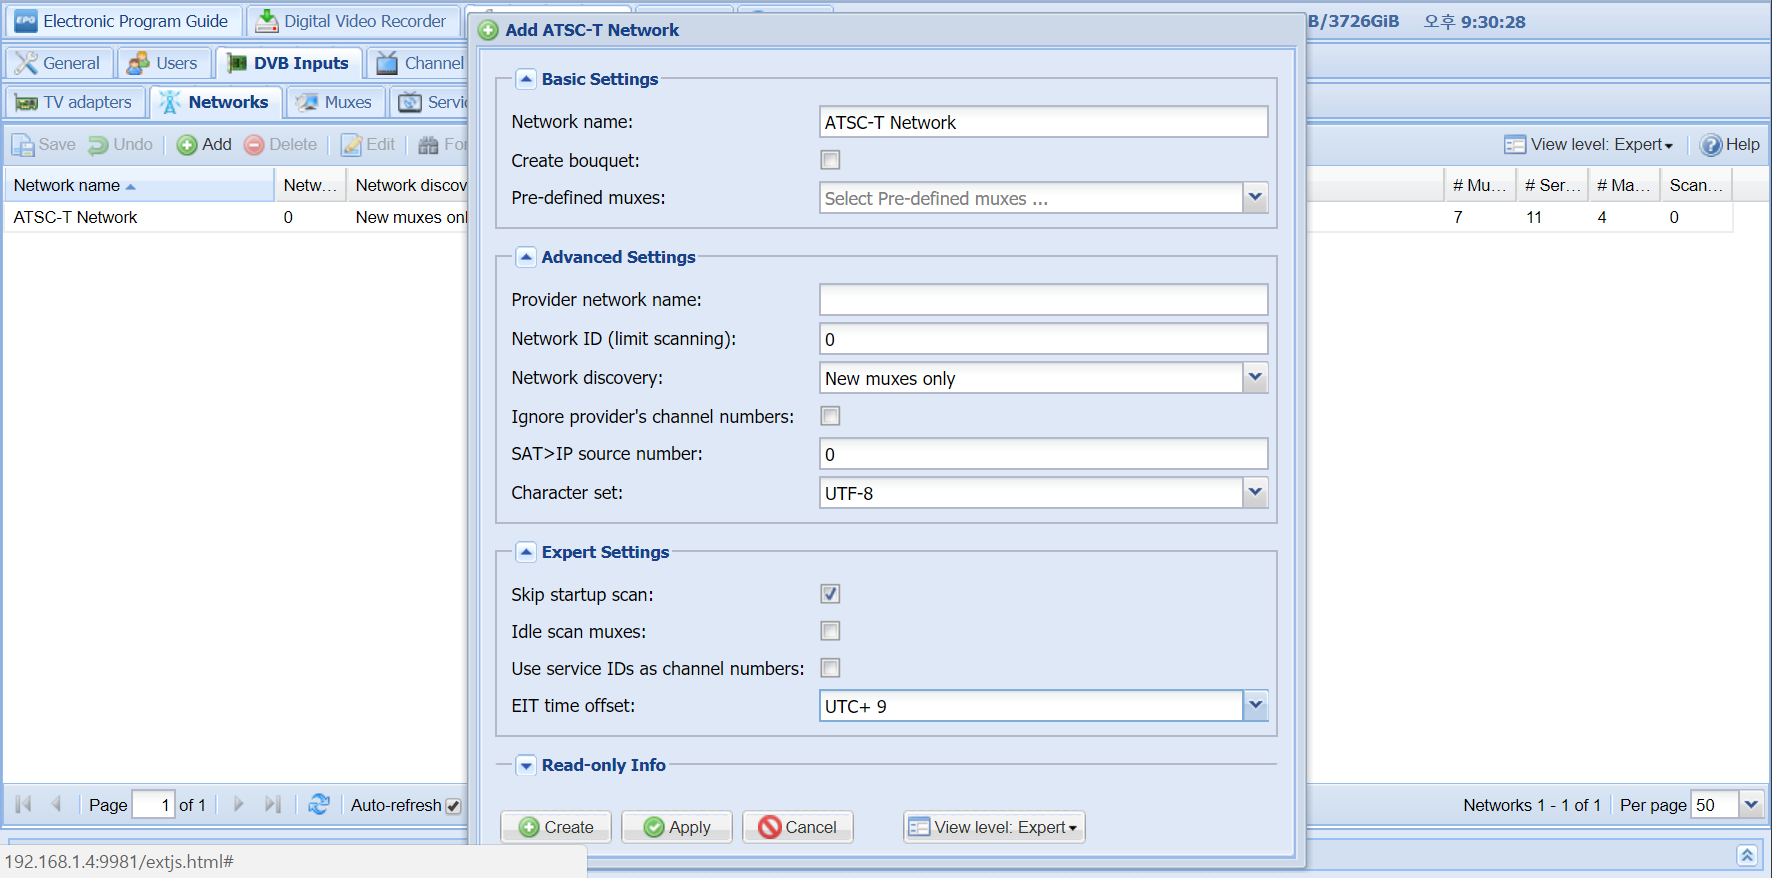 Electronic Program Guide Digital Video Recorder B/3726GiB 오후 9:30:28
Add ATSC-T Network
General Users DVB Inputs Channel
TV adapters Networks Muxes Servic
Save Undo Add Delete Edit For View level: Expert Help
Network name Netw... Network discov # Mu... # Ser... # Ma... Scan...
ATSC-T Network 0 New muxes onl 7 11 4 0
Basic Settings
Network name: ATSC-T Network
Create bouquet:
Pre-defined muxes: Select Pre-defined muxes ...
Advanced Settings
Provider network name:
Network ID (limit scanning): 0
Network discovery: New muxes only
Ignore provider's channel numbers:
SAT>IP source number: 0
Character set: UTF-8
Expert Settings
Skip startup scan:
Idle scan muxes:
Use service IDs as channel numbers:
EIT time offset: UTC+ 9
Read-only Info
Create Apply Cancel View level: Expert
Page 1 of 1 Auto-refresh Networks 1 - 1 of 1 Per page 50
192.168.1.4:9981/extjs.html#